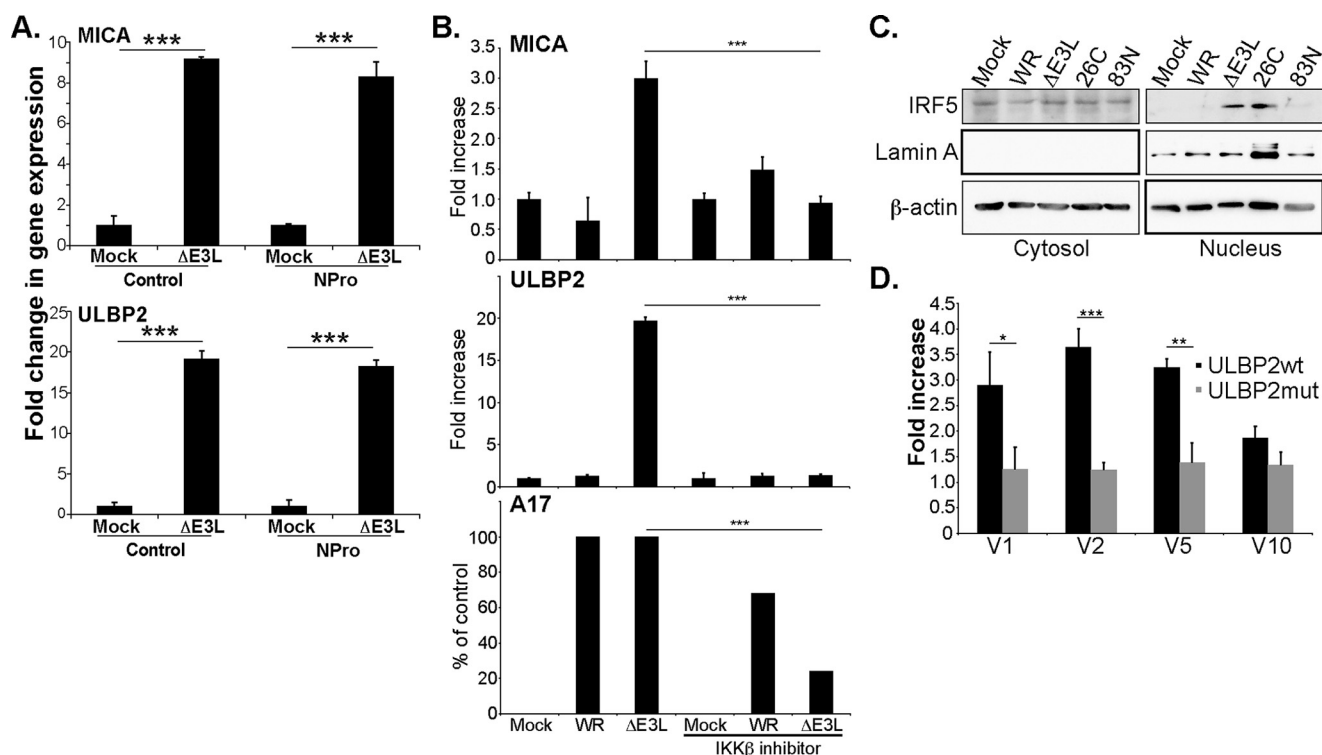 A.
MICA
***
***
Fold change in gene expression
10
8
6
4
2
0
Mock
ΔE3L
Mock
ΔE3L
Control
NPro
ULBP2
***
***
25
20
15
10
5
0
Mock
ΔE3L
Mock
ΔE3L
Control
NPro
B.
MICA
***
Fold increase
3.5
3.0
2.5
2.0
1.5
1.0
0.5
0
ULBP2
***
Fold increase
20
15
10
5
0
A17
***
% of control
100
80
60
40
20
0
Mock
WR
ΔE3L
Mock
WR
ΔE3L
IKKβ inhibitor
C.
Mock
WR
ΔE3L
26C
83N
Mock
WR
ΔE3L
26C
83N
IRF5
Lamin A
β-actin
Cytosol
Nucleus
D.
Fold increase
4.5
4.0
3.5
3.0
2.5
2.0
1.5
1.0
0.5
0
*
***
**
ULBP2wt
ULBP2mut
V1
V2
V5
V10